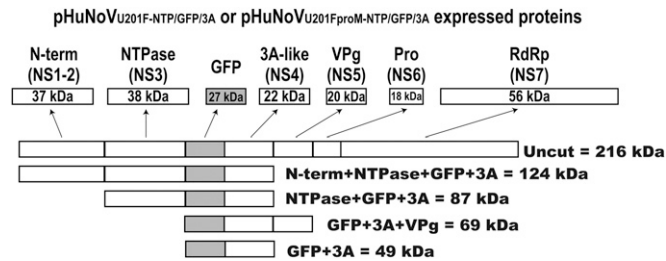 pHuNoVU201F-NTP/GFP/3A or pHuNoVU201FproM-NTP/GFP/3A expressed proteins
N-term NTPase GFP 3A-like VPg Pro RdRp
(NS1-2) (NS3) (NS4) (NS5) (NS6) (NS7)
37 kDa 38 kDa 27 kDa 22 kDa 20 kDa 18 kDa 56 kDa
Uncut = 216 kDa
N-term+NTPase+GFP+3A = 124 kDa
NTPase+GFP+3A = 87 kDa
GFP+3A+VPg = 69 kDa
GFP+3A = 49 kDa